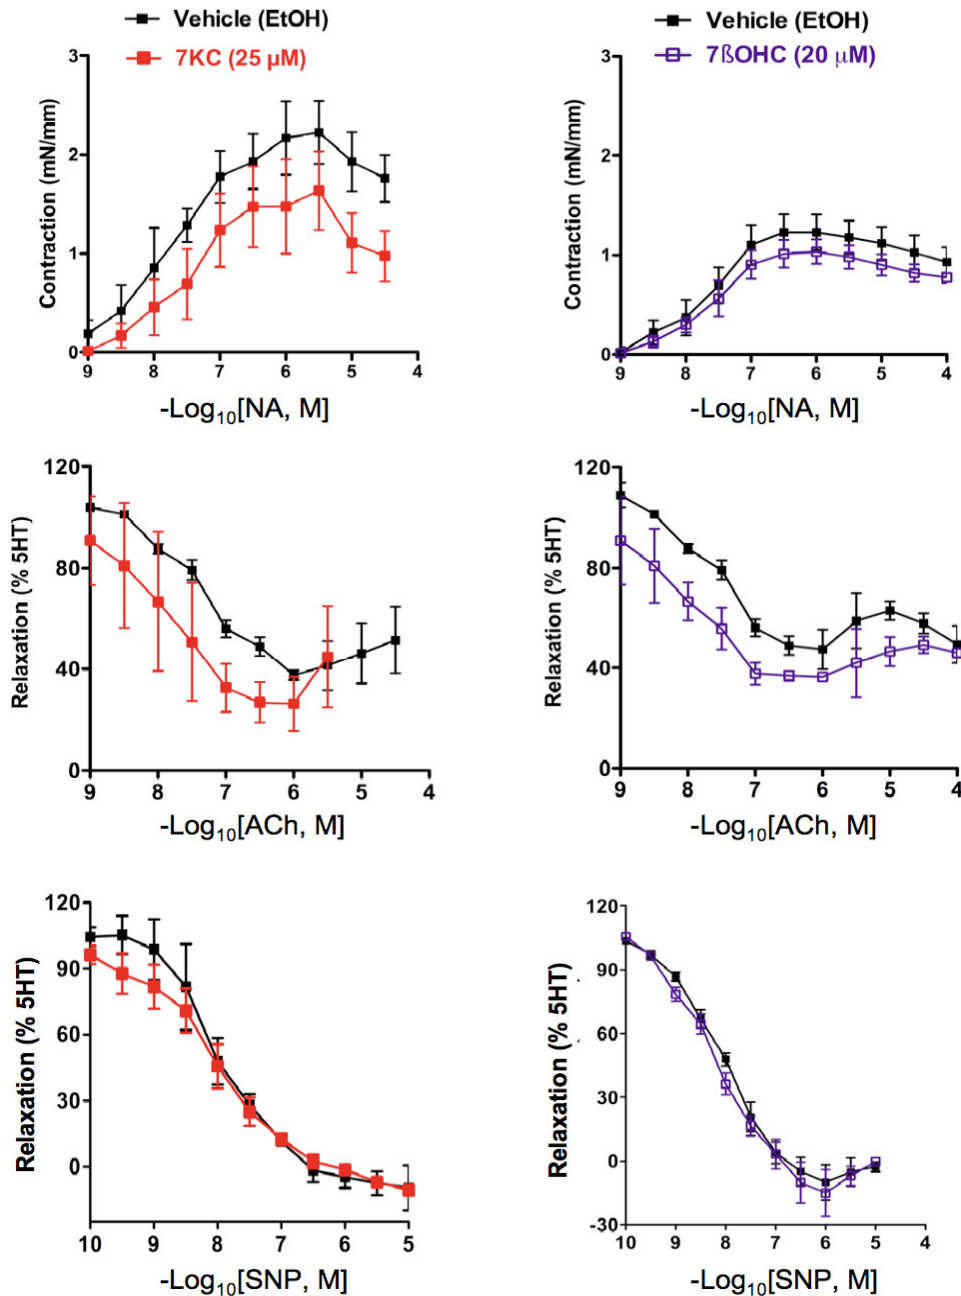 Vehicle (EtOH)
7KC (25 µM)
3
2
1
0
9 8 7 6 5 4
Contraction (mN/mm)
-Log10[NA, M]
Vehicle (EtOH)
7ßOHC (20 µM)
3
2
1
0
9 8 7 6 5 4
Contraction (mN/mm)
-Log10[NA, M]
120
80
40
0
9 8 7 6 5 4
Relaxation (% 5HT)
-Log10[ACh, M]
120
80
40
0
9 8 7 6 5 4
Relaxation (% 5HT)
-Log10[ACh, M]
120
90
60
30
0
10 9 8 7 6 5
Relaxation (% 5HT)
-Log10[SNP, M]
120
90
60
30
0
-30
10 9 8 7 6 5 4
Relaxation (% 5HT)
-Log10[SNP, M]